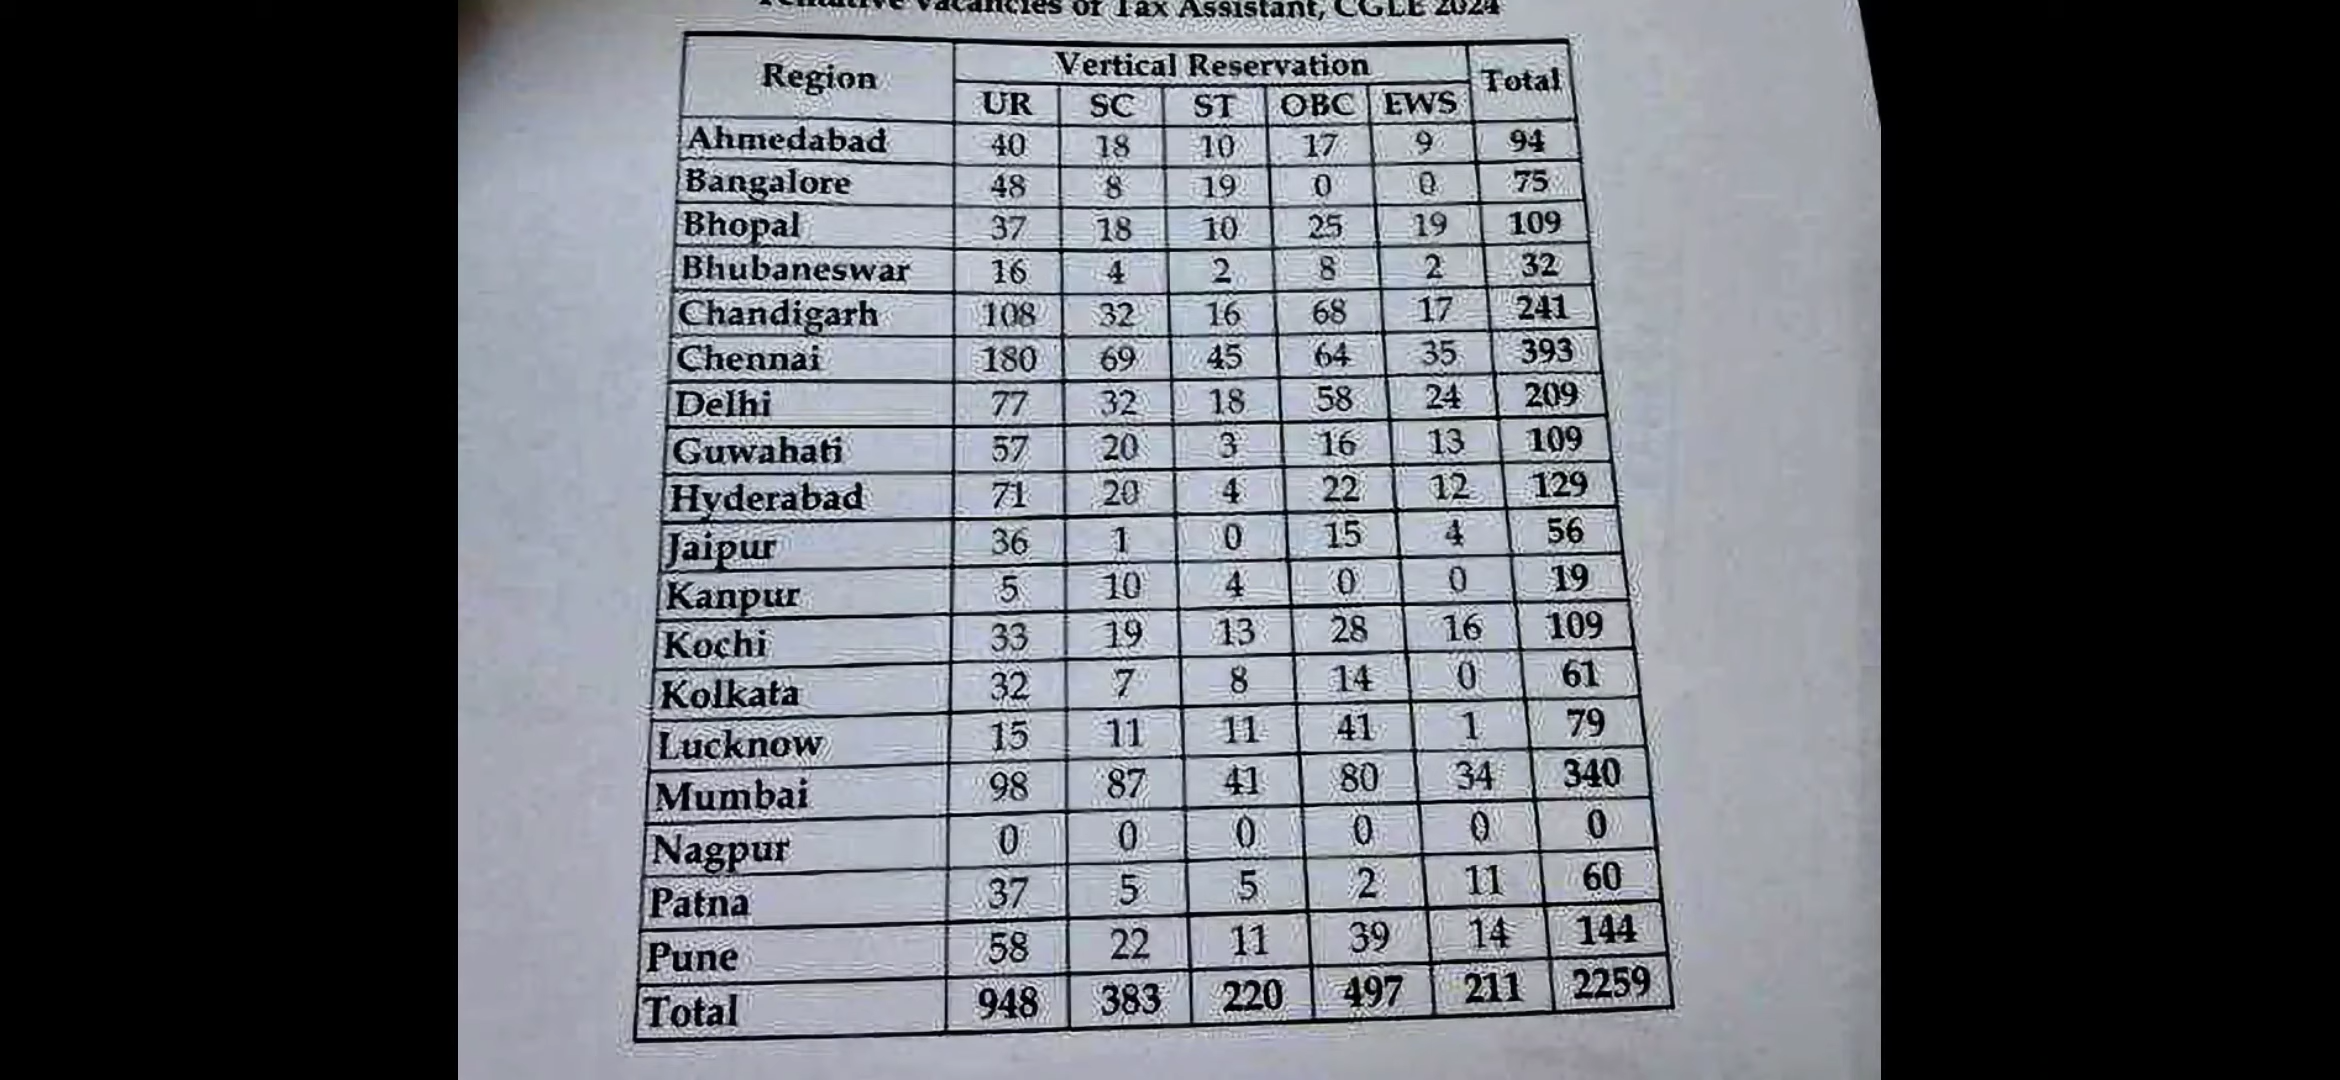 Tentative Vacancies of Tax Assistant, CGLE 2024
Region Vertical Reservation Total
UR SC ST OBC EWS
Ahmedabad 40 18 10 17 9 94
Bangalore 48 8 19 0 0 75
Bhopal 37 18 10 25 19 109
Bhubaneswar 16 4 2 8 2 32
Chandigarh 108 32 16 68 17 241
Chennai 180 69 45 64 35 393
Delhi 77 32 18 58 24 209
Guwahati 57 20 3 16 13 109
Hyderabad 71 20 4 22 12 129
Jaipur 36 1 0 15 4 56
Kanpur 5 10 4 0 0 19
Kochi 33 19 13 28 16 109
Kolkata 32 7 8 14 0 61
Lucknow 15 11 11 41 1 79
Mumbai 98 87 41 80 34 340
Nagpur 0 0 0 0 0 0
Patna 37 5 5 2 11 60
Pune 58 22 11 39 14 144
Total 948 383 220 497 211 2259